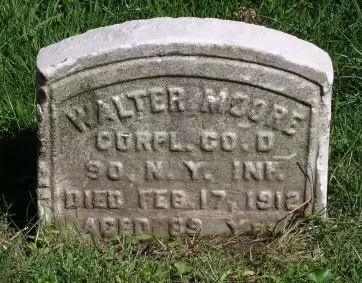 WALTER MOORE
CORPL. CO. D
90. N. Y. INF.
DIED FEB. 17, 1912
AGED 69 Y